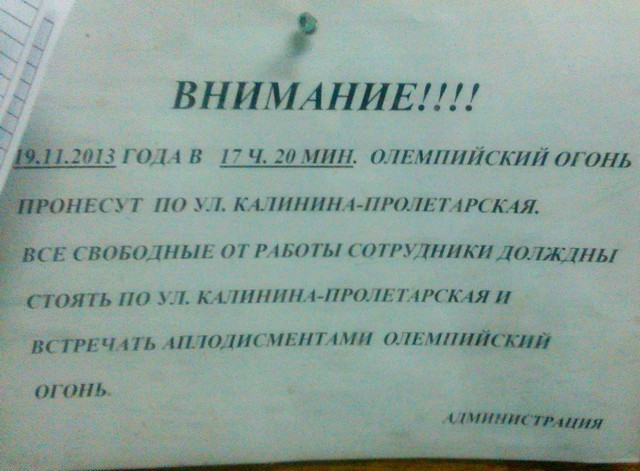 ВНИМАНИЕ!!!!
19.11.2013 ГОДА В 17 Ч. 20 МИН. ОЛЕМПИЙСКИЙ ОГОНЬ
ПРОНЕСУТ ПО УЛ. КАЛИНИНА-ПРОЛЕТАРСКАЯ.
ВСЕ СВОБОДНЫЕ ОТ РАБОТЫ СОТРУДНИКИ ДОЛЖДНЫ
СТОЯТЬ ПО УЛ. КАЛИНИНА-ПРОЛЕТАРСКАЯ И
ВСТРЕЧАТЬ АПЛОДИСМЕНТАМИ ОЛЕМПИЙСКИЙ
ОГОНЬ.
АДМИНИСТРАЦИЯ